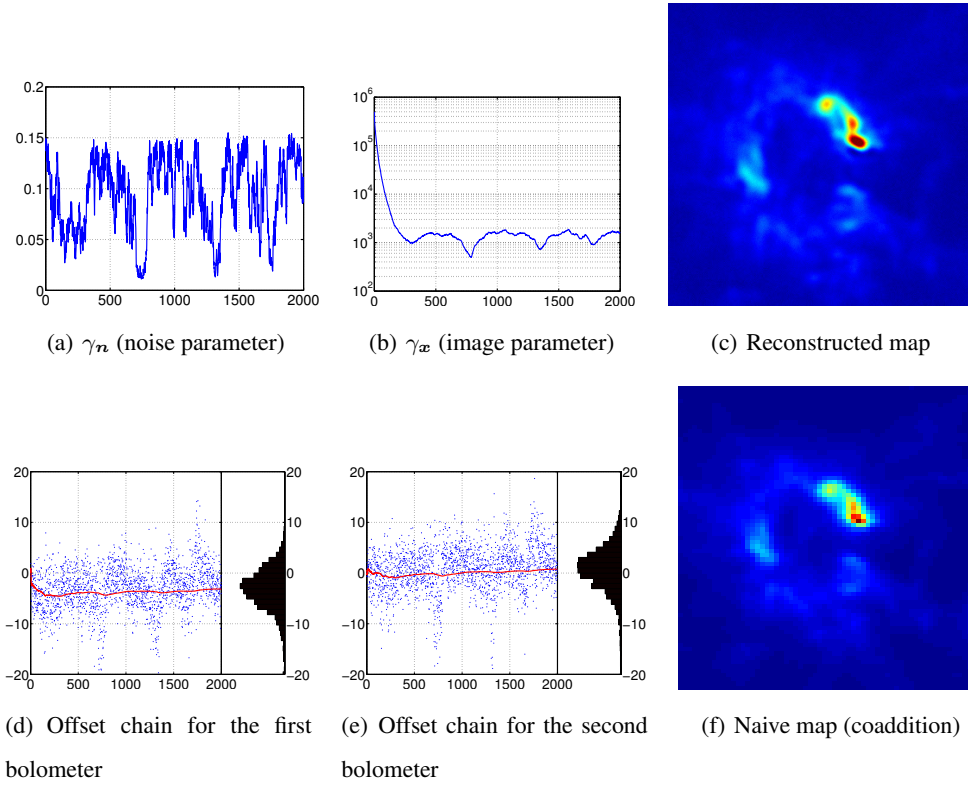 0.2
0.15
0.1
0.05
0
0 500 1000 1500 2000
(a) γn (noise parameter)
10^6
10^5
10^4
10^3
10^2
0 500 1000 1500 2000
(b) γx (image parameter)
(c) Reconstructed map
20
10
0
−10
−20
0 500 1000 1500 2000
20
10
0
−10
−20
(d) Offset chain for the first
bolometer
20
10
0
−10
−20
0 500 1000 1500 2000
20
10
0
−10
−20
(e) Offset chain for the second
bolometer
(f) Naive map (coaddition)